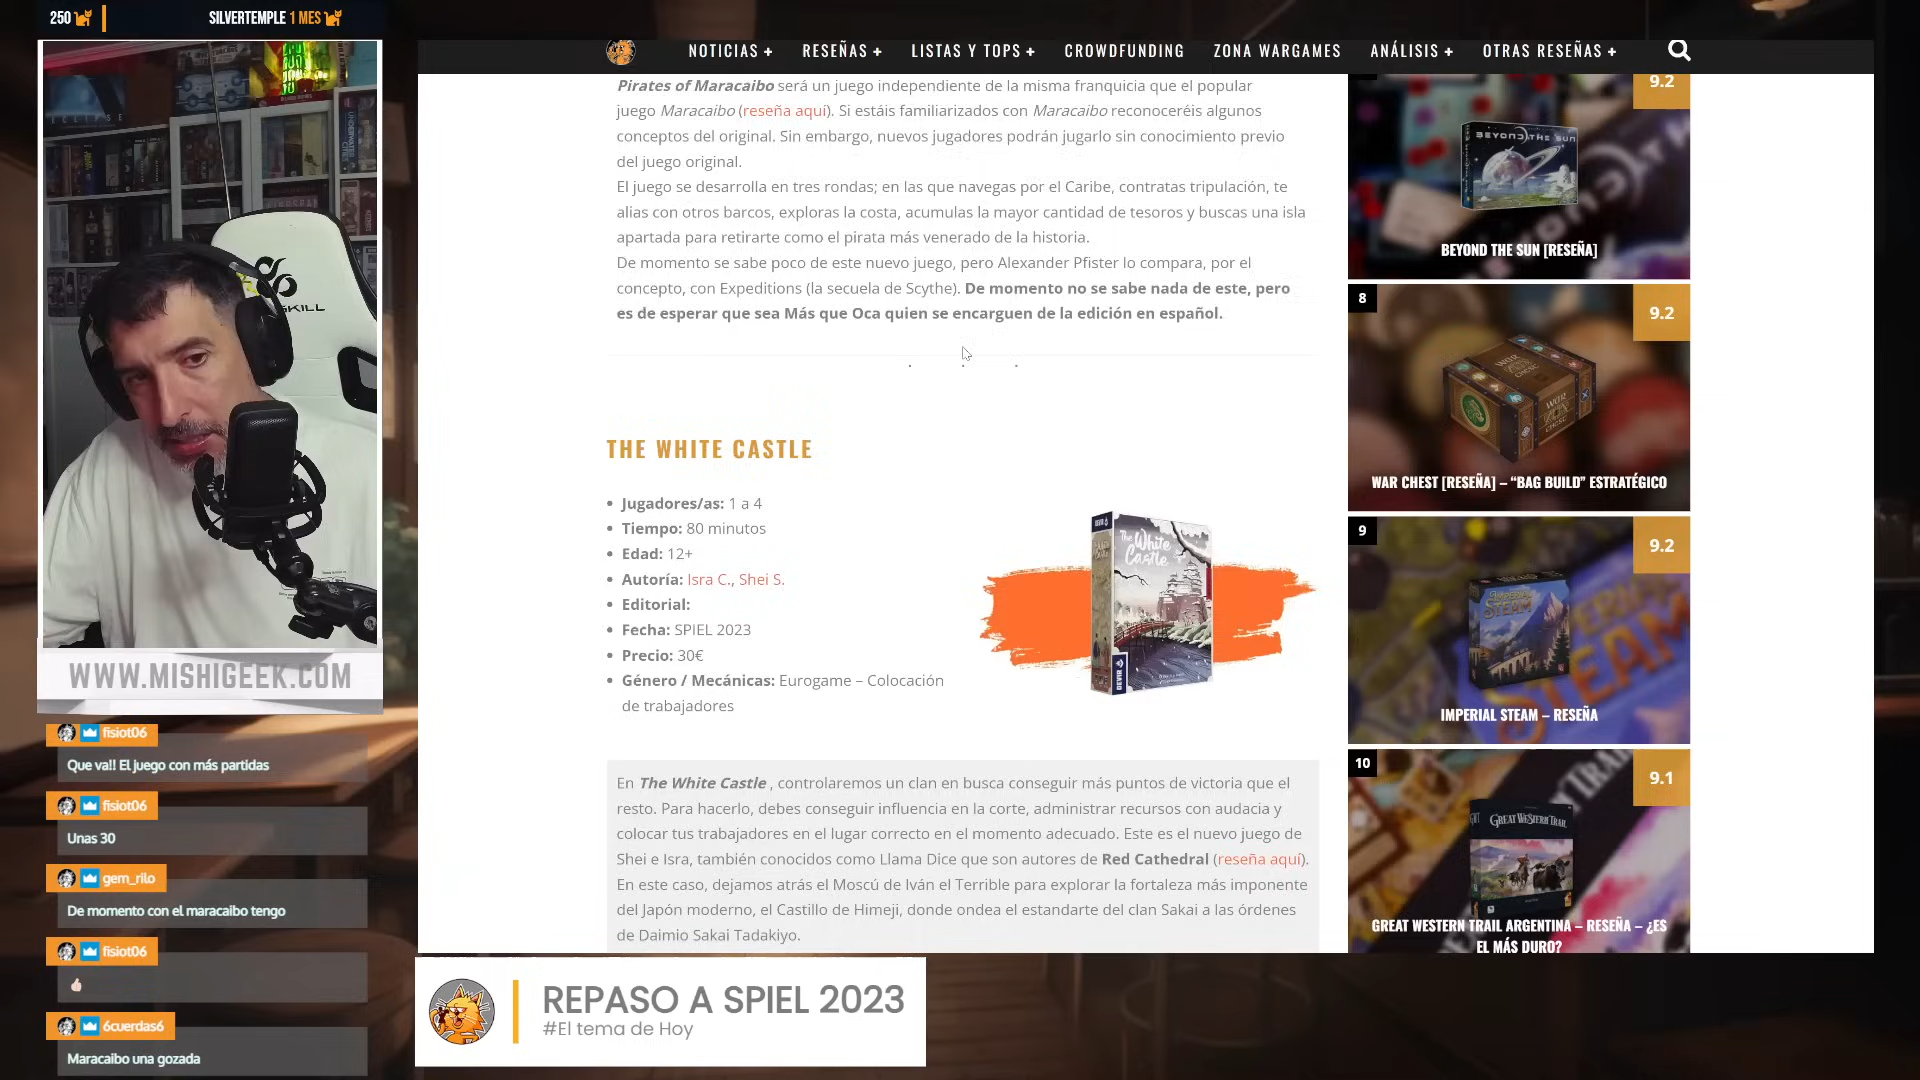 250
SILVERTEMPLE 1 MES
NOTICIAS +
RESEÑAS +
LISTAS Y TOPS +
CROWDFUNDING
ZONA WARGAMES
ANÁLISIS +
OTRAS RESEÑAS +
Pirates of Maracaibo será un juego independiente de la misma franquicia que el popular
juego Maracaibo (reseña aquí). Si estáis familiarizados con Maracaibo reconoceréis algunos
conceptos del original. Sin embargo, nuevos jugadores podrán jugarlo sin conocimiento previo
del juego original.
El juego se desarrolla en tres rondas; en las que navegas por el Caribe, contratas tripulación, te
alias con otros barcos, exploras la costa, acumulas la mayor cantidad de tesoros y buscas una isla
apartada para retirarte como el pirata más venerado de la historia.
De momento se sabe poco de este nuevo juego, pero Alexander Pfister lo compara, por el
concepto, con Expeditions (la secuela de Scythe). De momento no se sabe nada de este, pero
es de esperar que sea Más que Oca quien se encarguen de la edición en español.
THE WHITE CASTLE
• Jugadores/as: 1 a 4
• Tiempo: 80 minutos
• Edad: 12+
• Autoría: Isra C., Shei S.
• Editorial:
• Fecha: SPIEL 2023
• Precio: 30€
• Género / Mecánicas: Eurogame – Colocación
de trabajadores
The White
Castle
DEVIR
En The White Castle , controlaremos un clan en busca conseguir más puntos de victoria que el
resto. Para hacerlo, debes conseguir influencia en la corte, administrar recursos con audacia y
colocar tus trabajadores en el lugar correcto en el momento adecuado. Este es el nuevo juego de
Shei e Isra, también conocidos como Llama Dice que son autores de Red Cathedral (reseña aquí).
En este caso, dejamos atrás el Moscú de Iván el Terrible para explorar la fortaleza más imponente
del Japón moderno, el Castillo de Himeji, donde ondea el estandarte del clan Sakai a las órdenes
de Daimio Sakai Tadakiyo.
9.2
BEYOND THE SUN
BEYOND THE SUN [RESEÑA]
8
9.2
WAR
CHEST
WAR CHEST [RESEÑA] – “BAG BUILD” ESTRATÉGICO
9
9.2
IMPERIAL
STEAM
IMPERIAL STEAM – RESEÑA
10
9.1
GREAT WESTERN TRAIL
GREAT WESTERN TRAIL ARGENTINA – RESEÑA – ¿ES
EL MÁS DURO?
WWW.MISHIGEEK.COM
fisiot06
Que va!! El juego con más partidas
fisiot06
Unas 30
gem_rilo
De momento con el maracaibo tengo
fisiot06
👍🏻
6cuerdas6
Maracaibo una gozada
REPASO A SPIEL 2023
#El tema de Hoy